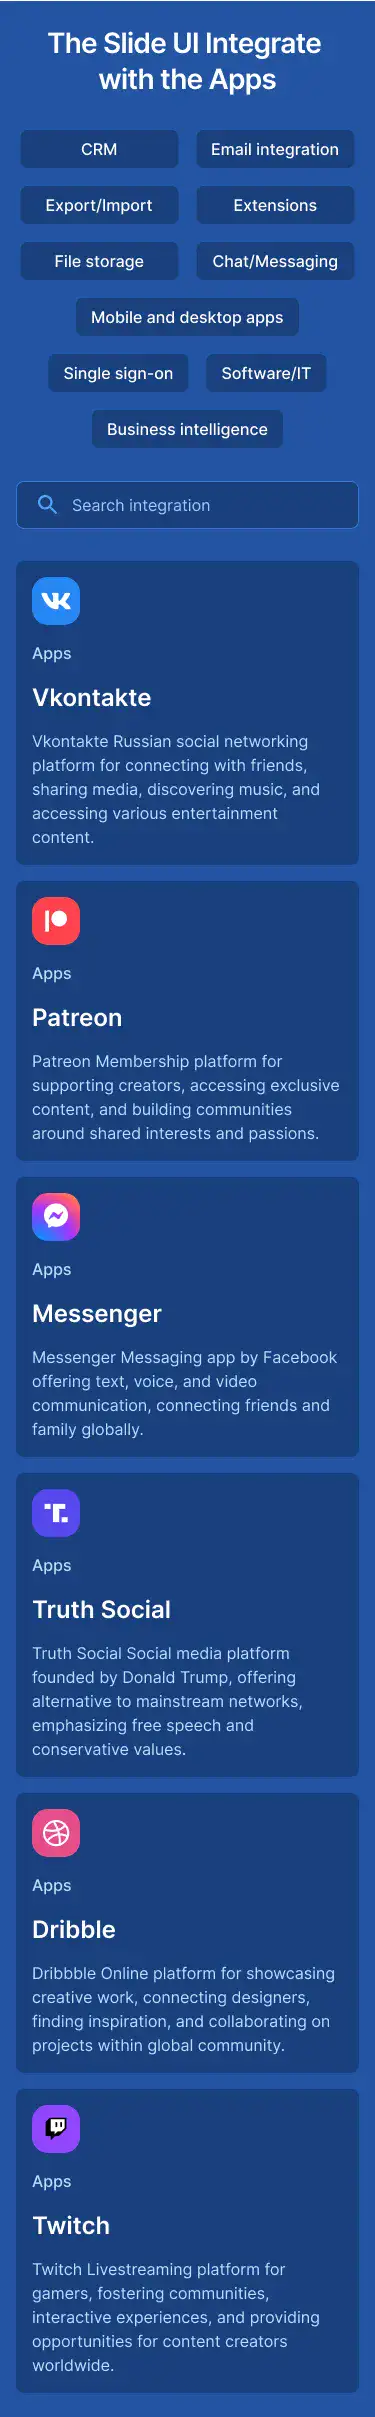 The Slide UI Integrate
with the Apps
CRM
Email integration
Export/Import
Extensions
File storage
Chat/Messaging
Mobile and desktop apps
Single sign-on
Software/IT
Business intelligence
Search integration
Apps
Vkontakte
Vkontakte Russian social networking
platform for connecting with friends,
sharing media, discovering music, and
accessing various entertainment
content.
Apps
Patreon
Patreon Membership platform for
supporting creators, accessing exclusive
content, and building communities
around shared interests and passions.
Apps
Messenger
Messenger Messaging app by Facebook
offering text, voice, and video
communication, connecting friends and
family globally.
Apps
Truth Social
Truth Social Social media platform
founded by Donald Trump, offering
alternative to mainstream networks,
emphasizing free speech and
conservative values.
Apps
Dribble
Dribbble Online platform for showcasing
creative work, connecting designers,
finding inspiration, and collaborating on
projects within global community.
Apps
Twitch
Twitch Livestreaming platform for
gamers, fostering communities,
interactive experiences, and providing
opportunities for content creators
worldwide.